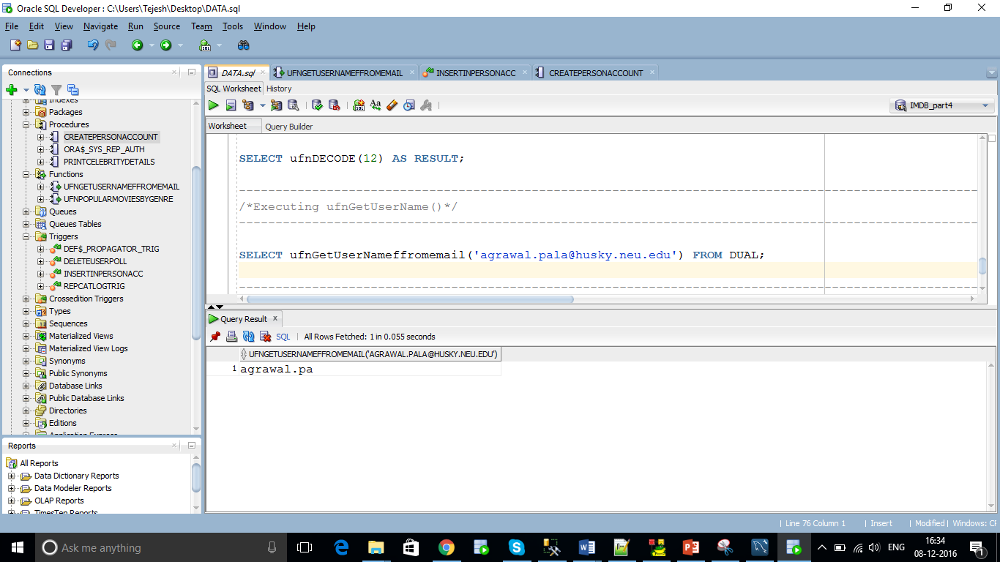 Oracle SQL Developer : C:\Users\Tejesh\Desktop\DATA.sql
File Edit View Navigate Run Source Team Tools Window Help
Connections
Indexes
Packages
Procedures
CREATEPERSONACCOUNT
ORA$_SYS_REP_AUTH
PRINTCELEBRITYDETAILS
Functions
UFNGETUSERNAMEFFROMEMAIL
UFNPOPULARMOVIESBYGENRE
Queues
Queues Tables
Triggers
DEF$_PROPAGATOR_TRIG
DELETEUSERPOLL
INSERTINPERSONACC
REPCATLOGTRIG
Crossedition Triggers
Types
Sequences
Materialized Views
Materialized View Logs
Synonyms
Public Synonyms
Database Links
Public Database Links
Directories
Editions
Application Express
Reports
All Reports
Data Dictionary Reports
Data Modeler Reports
OLAP Reports
TimesTen Reports
DATA.sql UFNGETUSERNAMEFFROMEMAIL INSERTINPERSONACC CREATEPERSONACCOUNT
SQL Worksheet History
IMDB_part4
Worksheet Query Builder
SELECT ufnDECODE(12) AS RESULT;
/*Executing ufnGetUserName()*/
SELECT ufnGetUserNameffromemail('agrawal.pala@husky.neu.edu') FROM DUAL;
Query Result x
SQL | All Rows Fetched: 1 in 0.055 seconds
UFNGETUSERNAMEFFROMEMAIL('AGRAWAL.PALA@HUSKY.NEU.EDU')
1 agrawal.pa
Line 76 Column 1 | Insert | Modified | Windows: CF
Ask me anything
ENG
16:34
08-12-2016
1